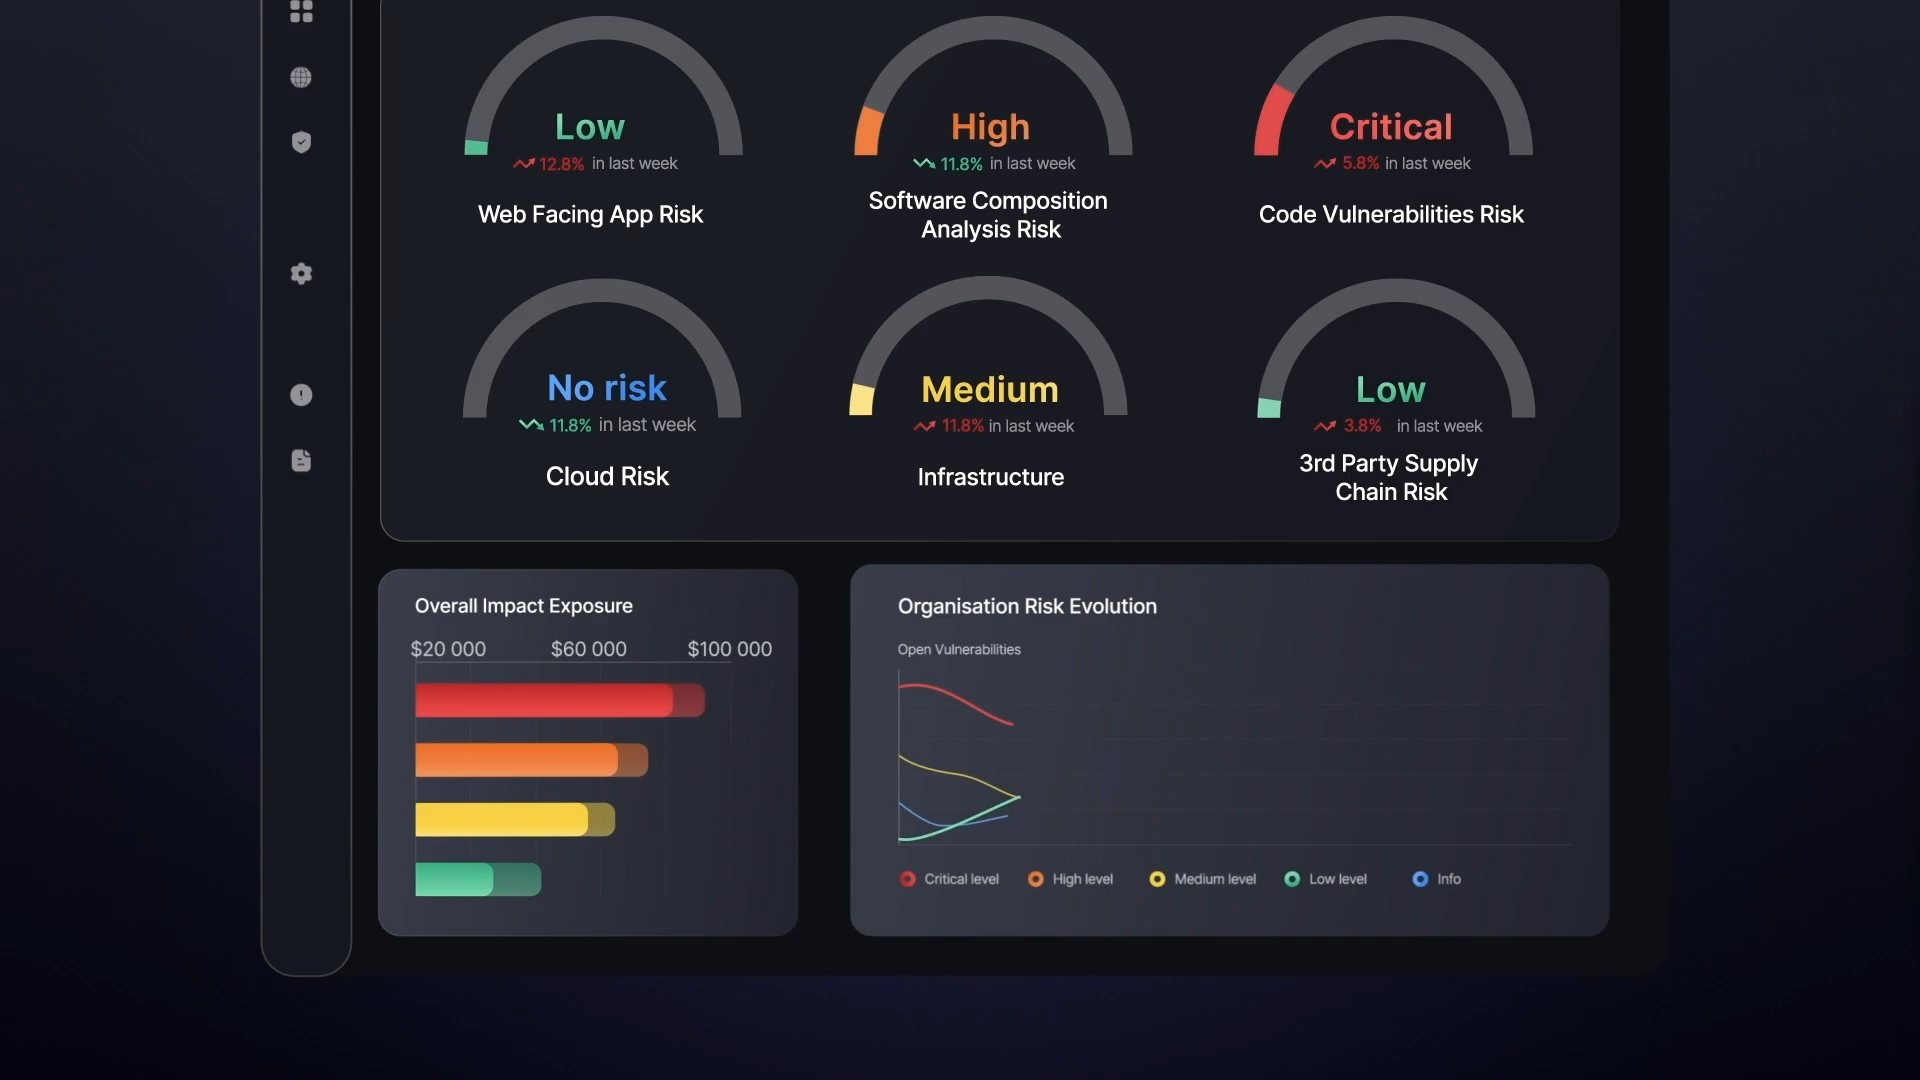 Low
12.8% in last week
Web Facing App Risk
High
11.8% in last week
Software Composition
Analysis Risk
Critical
5.8% in last week
Code Vulnerabilities Risk
No risk
11.8% in last week
Cloud Risk
Medium
11.8% in last week
Infrastructure
Low
3.8% in last week
3rd Party Supply
Chain Risk
Overall Impact Exposure
$20 000 $60 000 $100 000
Organisation Risk Evolution
Open Vulnerabilities
Critical level High level Medium level Low level Info